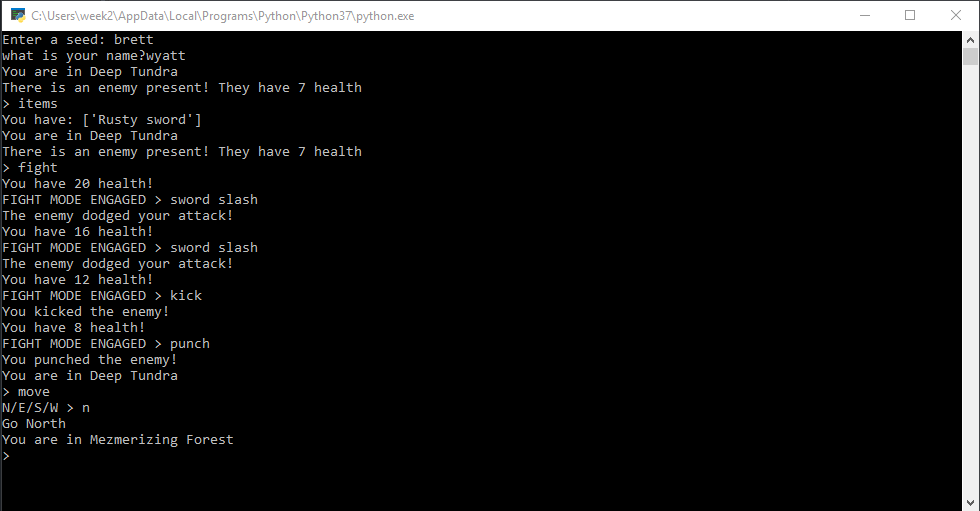 C:\Users\week2\AppData\Local\Programs\Python\Python37\python.exe
Enter a seed: brett
what is your name?wyatt
You are in Deep Tundra
There is an enemy present! They have 7 health
> items
You have: ['Rusty sword']
You are in Deep Tundra
There is an enemy present! They have 7 health
> fight
You have 20 health!
FIGHT MODE ENGAGED > sword slash
The enemy dodged your attack!
You have 16 health!
FIGHT MODE ENGAGED > sword slash
The enemy dodged your attack!
You have 12 health!
FIGHT MODE ENGAGED > kick
You kicked the enemy!
You have 8 health!
FIGHT MODE ENGAGED > punch
You punched the enemy!
You are in Deep Tundra
> move
N/E/S/W > n
Go North
You are in Mezmerizing Forest
>